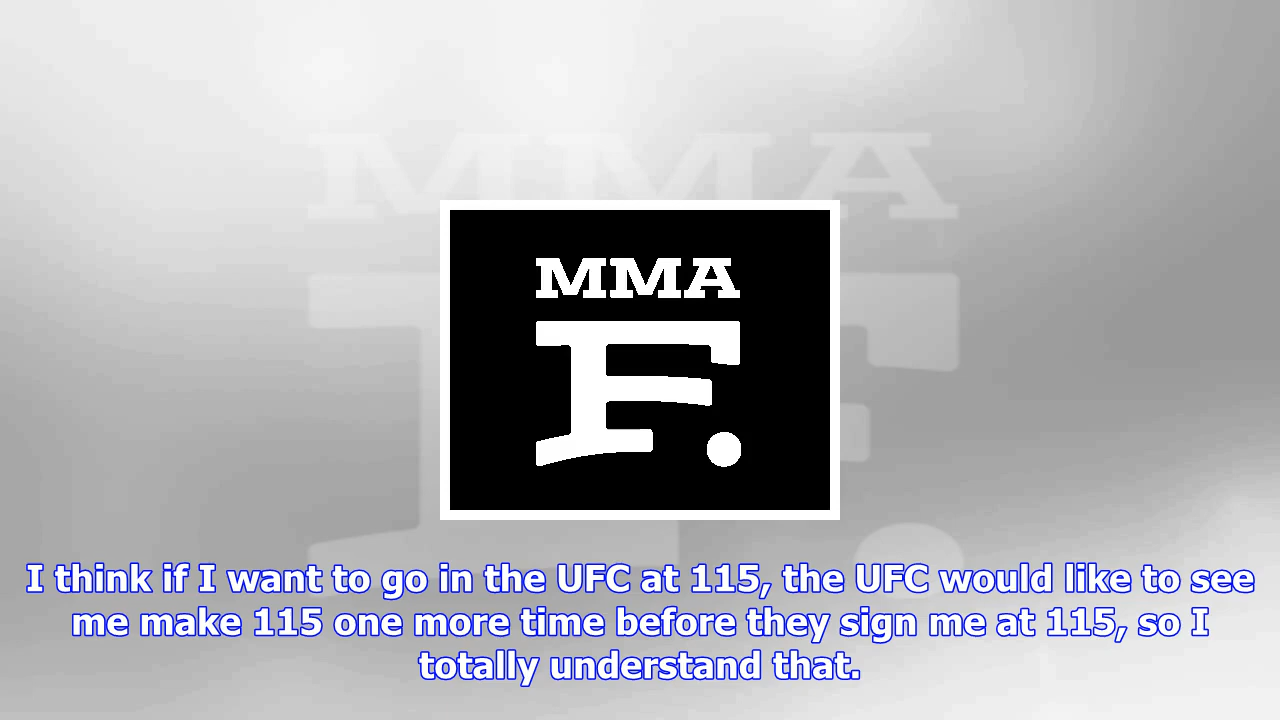 MMA
MMA
F.
I think if I want to go in the UFC at 115, the UFC would like to see
me make 115 one more time before they sign me at 115, so I
totally understand that.